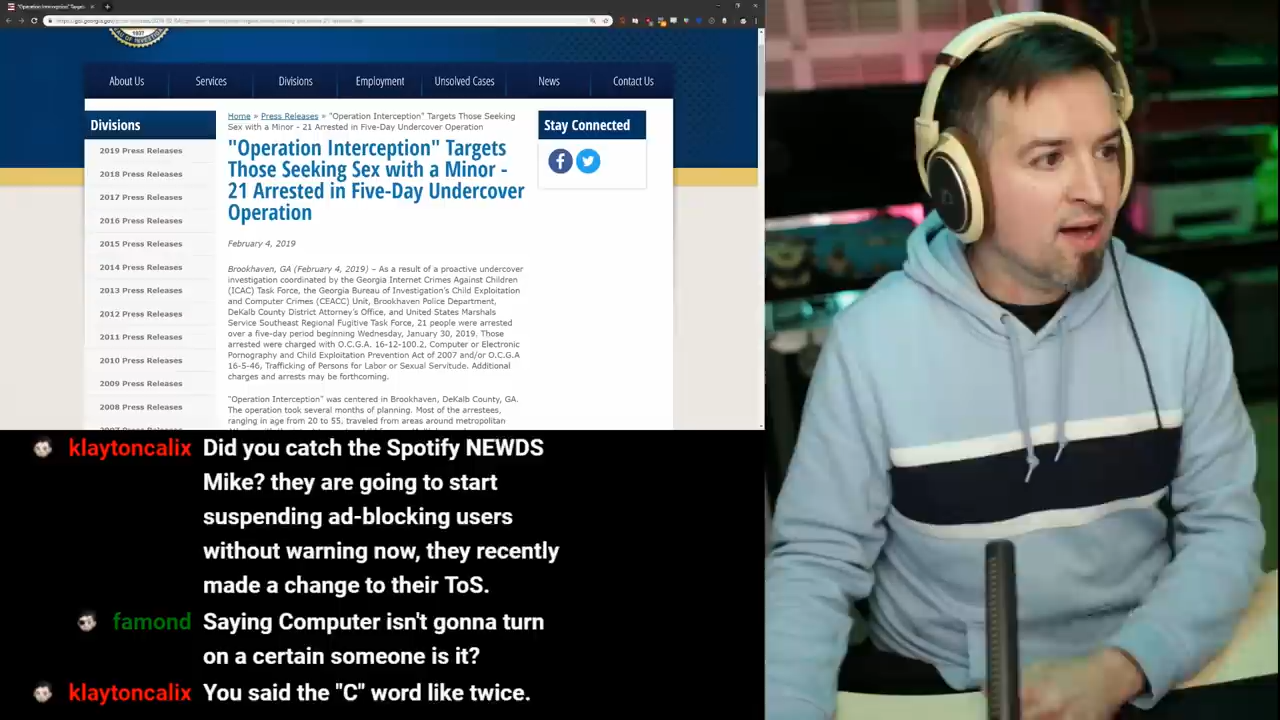 "Operation Interception" Targets
1937
About Us Services Divisions Employment Unsolved Cases News Contact Us
Divisions
2019 Press Releases
2018 Press Releases
2017 Press Releases
2016 Press Releases
2015 Press Releases
2014 Press Releases
2013 Press Releases
2012 Press Releases
2011 Press Releases
2010 Press Releases
2009 Press Releases
2008 Press Releases
Home » Press Releases » "Operation Interception" Targets Those Seeking
Sex with a Minor - 21 Arrested in Five-Day Undercover Operation
"Operation Interception" Targets
Those Seeking Sex with a Minor -
21 Arrested in Five-Day Undercover
Operation
February 4, 2019
Brookhaven, GA (February 4, 2019) – As a result of a proactive undercover
investigation coordinated by the Georgia Internet Crimes Against Children
(ICAC) Task Force, the Georgia Bureau of Investigation's Child Exploitation
and Computer Crimes (CEACC) Unit, Brookhaven Police Department,
DeKalb County District Attorney's Office, and United States Marshals
Service Southeast Regional Fugitive Task Force, 21 people were arrested
over a five-day period beginning Wednesday, January 30, 2019. Those
arrested were charged with O.C.G.A. 16-12-100.2, Computer or Electronic
Pornography and Child Exploitation Prevention Act of 2007 and/or O.C.G.A
16-5-46, Trafficking of Persons for Labor or Sexual Servitude. Additional
charges and arrests may be forthcoming.
"Operation Interception" was centered in Brookhaven, DeKalb County, GA.
The operation took several months of planning. Most of the arrestees,
ranging in age from 20 to 55, traveled from areas around metropolitan
Stay Connected
klaytoncalix Did you catch the Spotify NEWDS
Mike? they are going to start
suspending ad-blocking users
without warning now, they recently
made a change to their ToS.
famond Saying Computer isn't gonna turn
on a certain someone is it?
klaytoncalix You said the "C" word like twice.